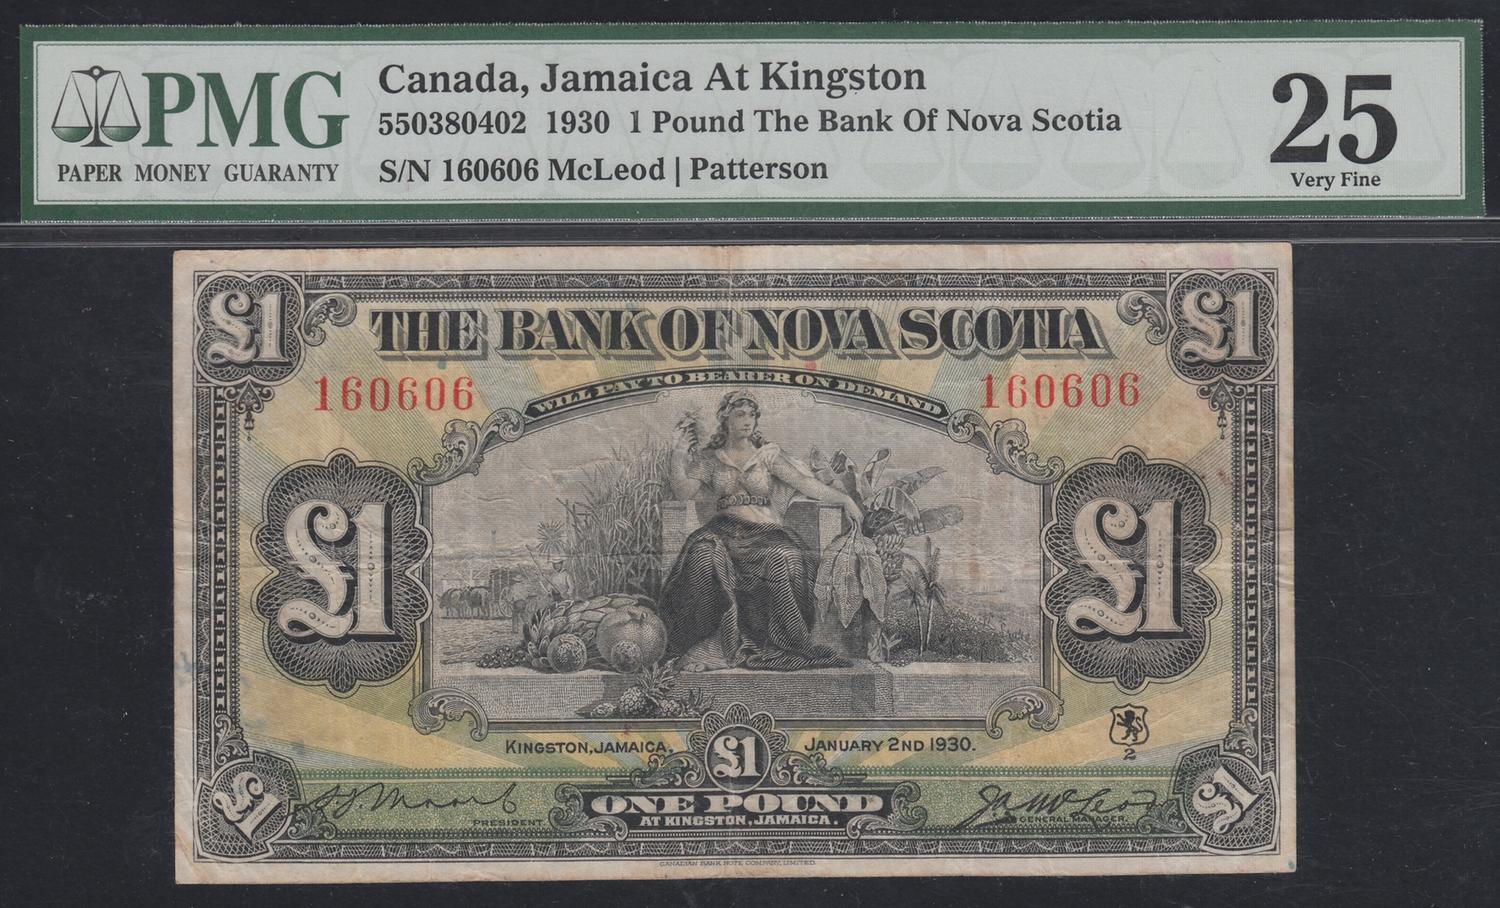 PMG
PAPER MONEY GUARANTY
Canada, Jamaica At Kingston
550380402 1930 1 Pound The Bank Of Nova Scotia
S/N 160606 McLeod | Patterson
25
Very Fine
£1 £1
THE BANK OF NOVA SCOTIA
160606 160606
WILL PAY TO BEARER ON DEMAND
£1 £1
KINGSTON, JAMAICA. £1 JANUARY 2ND 1930.
2
£1 £1
PRESIDENT. GENERAL MANAGER.
ONE POUND
AT KINGSTON, JAMAICA.
CANADIAN BANK NOTE COMPANY, LIMITED.